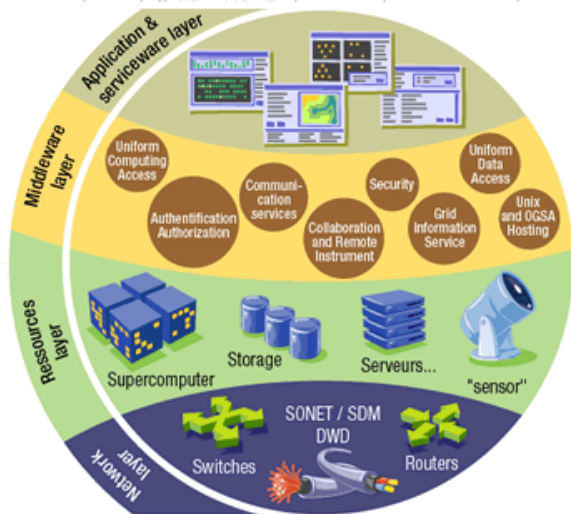 Application &
serviceware layer
Middleware
layer
Uniform
Computing
Access
Authentification
Authorization
Communi-
cation
services
Collaboration
and Remote
Instrument
Security
Grid
Information
Service
Uniform
Data
Access
Unix
and OGSA
Hosting
Ressources
layer
Supercomputer
Storage
Serveurs...
"sensor"
Network
layer
Switches
SONET / SDM
DWD
Routers